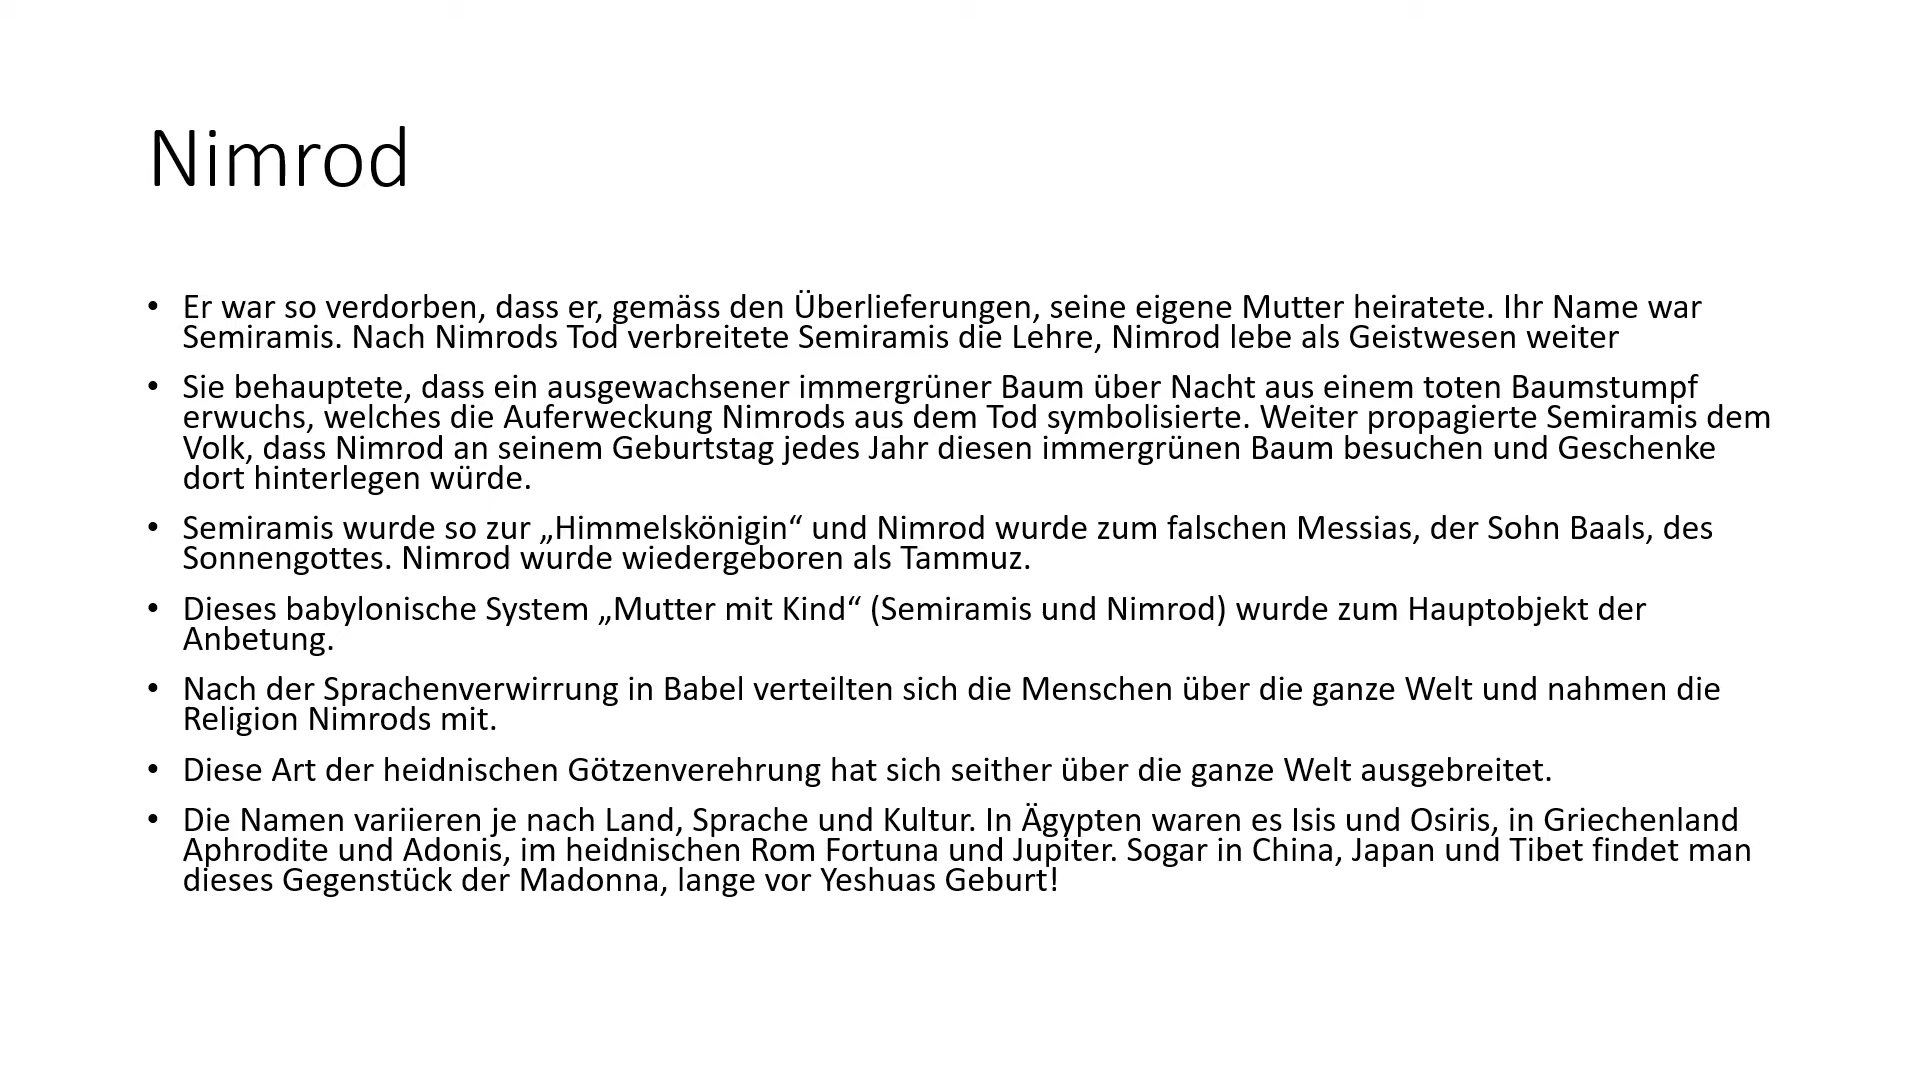 Nimrod
• Er war so verdorben, dass er, gemäss den Überlieferungen, seine eigene Mutter heiratete. Ihr Name war
Semiramis. Nach Nimrods Tod verbreitete Semiramis die Lehre, Nimrod lebe als Geistwesen weiter
• Sie behauptete, dass ein ausgewachsener immergrüner Baum über Nacht aus einem toten Baumstumpf
erwuchs, welches die Auferweckung Nimrods aus dem Tod symbolisierte. Weiter propagierte Semiramis dem
Volk, dass Nimrod an seinem Geburtstag jedes Jahr diesen immergrünen Baum besuchen und Geschenke
dort hinterlegen würde.
• Semiramis wurde so zur „Himmelskönigin“ und Nimrod wurde zum falschen Messias, der Sohn Baals, des
Sonnengottes. Nimrod wurde wiedergeboren als Tammuz.
• Dieses babylonische System „Mutter mit Kind“ (Semiramis und Nimrod) wurde zum Hauptobjekt der
Anbetung.
• Nach der Sprachenverwirrung in Babel verteilten sich die Menschen über die ganze Welt und nahmen die
Religion Nimrods mit.
• Diese Art der heidnischen Götzenverehrung hat sich seither über die ganze Welt ausgebreitet.
• Die Namen variieren je nach Land, Sprache und Kultur. In Ägypten waren es Isis und Osiris, in Griechenland
Aphrodite und Adonis, im heidnischen Rom Fortuna und Jupiter. Sogar in China, Japan und Tibet findet man
dieses Gegenstück der Madonna, lange vor Yeshuas Geburt!